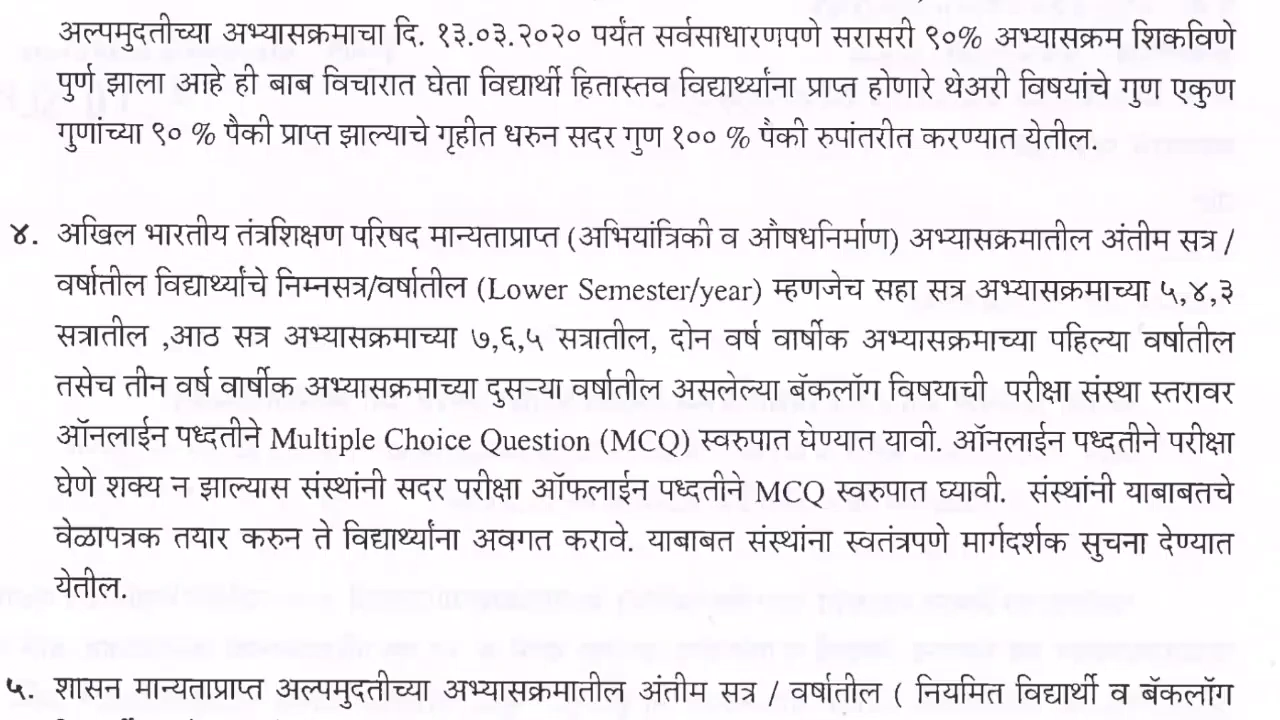 अल्पमुदतीच्या अभ्यासक्रमाचा दि. १३.०३.२०२० पर्यंत सर्वसाधारणपणे सरासरी ९०% अभ्यासक्रम शिकविणे
पुर्ण झाला आहे ही बाब विचारात घेता विद्यार्थी हितास्तव विद्यार्थ्यांना प्राप्त होणारे थेअरी विषयांचे गुण एकुण
गुणांच्या ९० % पैकी प्राप्त झाल्याचे गृहीत धरुन सदर गुण १०० % पैकी रुपांतरीत करण्यात येतील.
४. अखिल भारतीय तंत्रशिक्षण परिषद मान्यताप्राप्त (अभियांत्रिकी व औषधनिर्माण) अभ्यासक्रमातील अंतीम सत्र /
वर्षातील विद्यार्थ्यांचे निम्नसत्र/वर्षातील (Lower Semester/year) म्हणजेच सहा सत्र अभ्यासक्रमाच्या ५,४,३
सत्रातील ,आठ सत्र अभ्यासक्रमाच्या ७,६,५ सत्रातील, दोन वर्ष वार्षीक अभ्यासक्रमाच्या पहिल्या वर्षातील
तसेच तीन वर्ष वार्षीक अभ्यासक्रमाच्या दुसऱ्या वर्षातील असलेल्या बॅकलॉग विषयाची परीक्षा संस्था स्तरावर
ऑनलाईन पध्दतीने Multiple Choice Question (MCQ) स्वरुपात घेण्यात यावी. ऑनलाईन पध्दतीने परीक्षा
घेणे शक्य न झाल्यास संस्थांनी सदर परीक्षा ऑफलाईन पध्दतीने MCQ स्वरुपात घ्यावी. संस्थांनी याबाबतचे
वेळापत्रक तयार करुन ते विद्यार्थ्यांना अवगत करावे. याबाबत संस्थांना स्वतंत्रपणे मार्गदर्शक सुचना देण्यात
येतील.
५. शासन मान्यताप्राप्त अल्पमुदतीच्या अभ्यासक्रमातील अंतीम सत्र / वर्षातील ( नियमित विद्यार्थी व बॅकलॉग